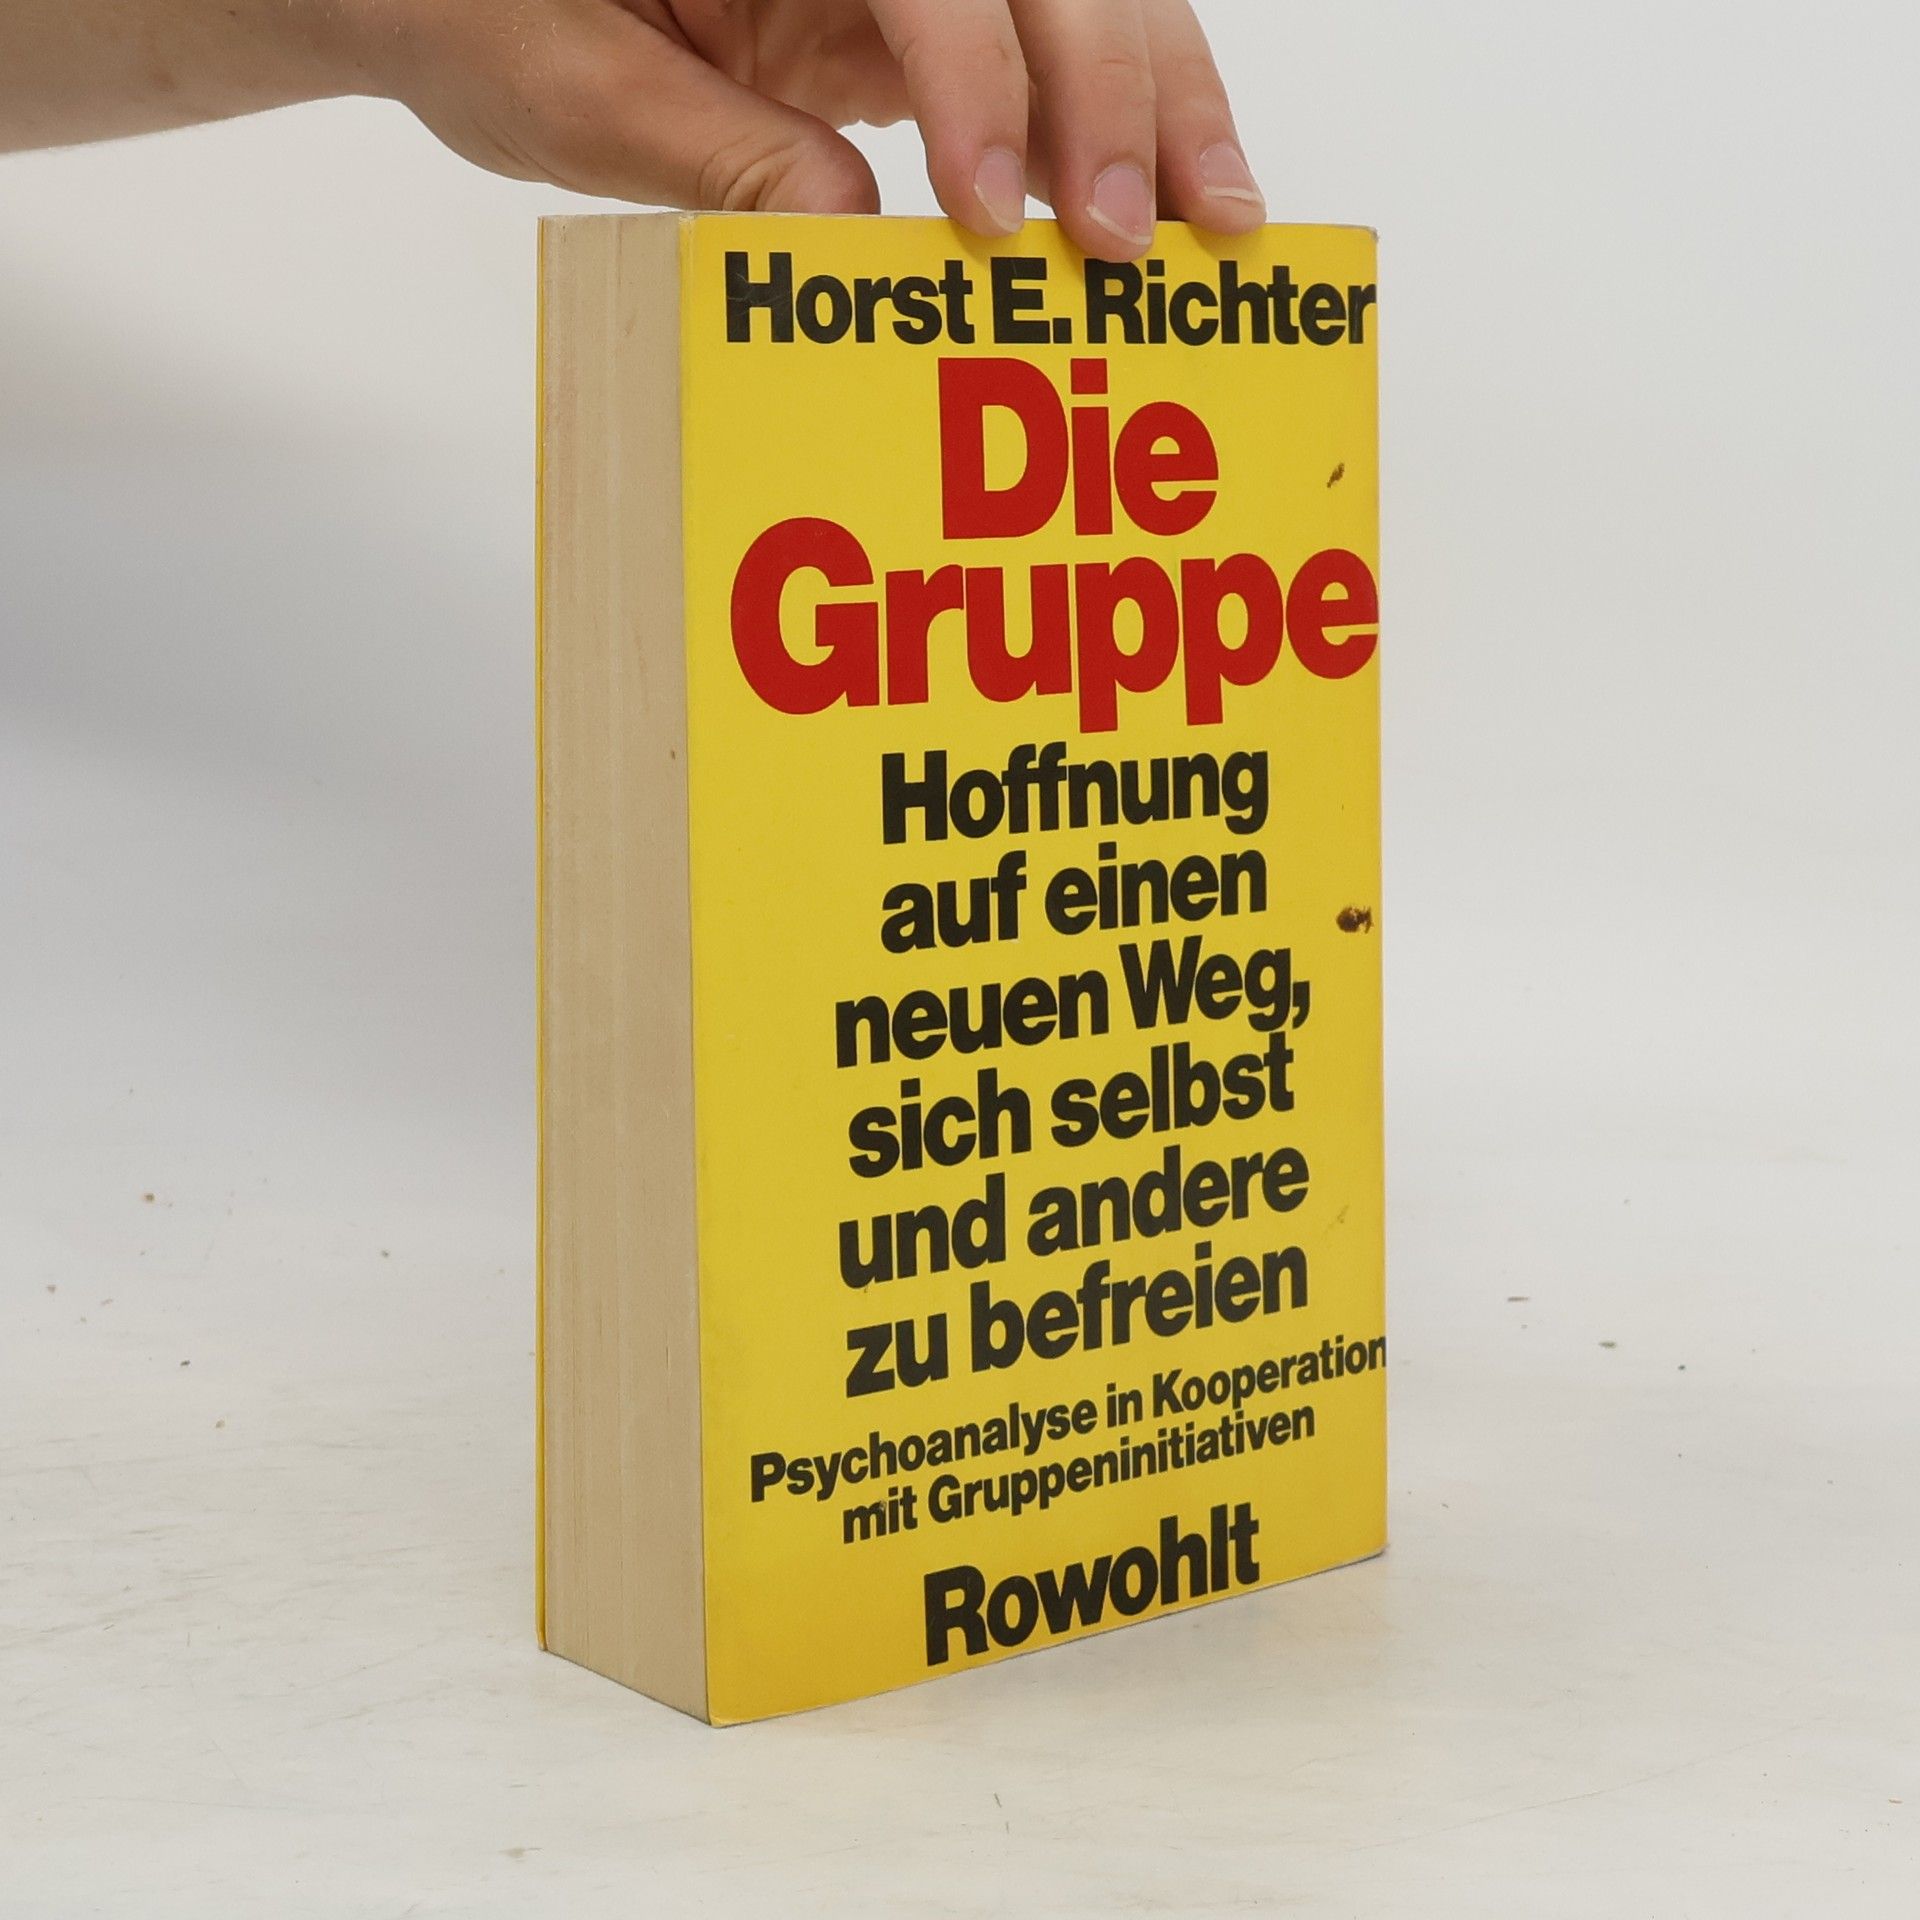 Horst E. Richter
Die
Gruppe
Hoffnung
auf einen
neuen Weg,
sich selbst
und andere
zu befreien
Psychoanalyse in Kooperation
mit Gruppeninitiativen
Rowohlt